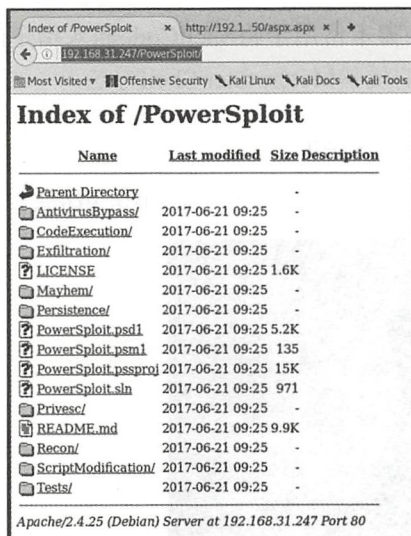 Index of /PowerSploit × http://192.1...50/aspx.aspx × +
192.168.31.247/PowerSploit/
Most Visited Offensive Security Kali Linux Kali Docs Kali Tools
Index of /PowerSploit
Name Last modified Size Description
Parent Directory -
AntivirusBypass/ 2017-06-21 09:25 -
CodeExecution/ 2017-06-21 09:25 -
Exfiltration/ 2017-06-21 09:25 -
LICENSE 2017-06-21 09:25 1.6K
Mayhem/ 2017-06-21 09:25 -
Persistence/ 2017-06-21 09:25 -
PowerSploit.psd1 2017-06-21 09:25 5.2K
PowerSploit.psm1 2017-06-21 09:25 135
PowerSploit.pssproj 2017-06-21 09:25 15K
PowerSploit.sln 2017-06-21 09:25 971
Privesc/ 2017-06-21 09:25 -
README.md 2017-06-21 09:25 9.9K
Recon/ 2017-06-21 09:25 -
ScriptModification/ 2017-06-21 09:25 -
Tests/ 2017-06-21 09:25 -
Apache/2.4.25 (Debian) Server at 192.168.31.247 Port 80